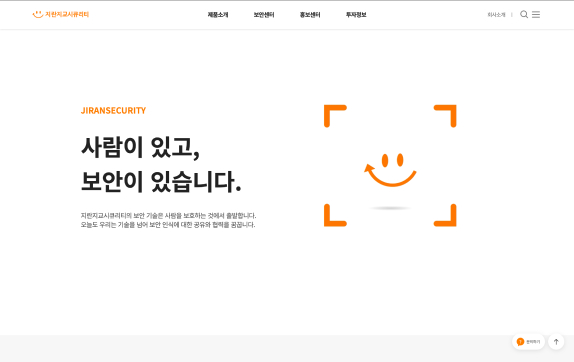 지란지교시큐리티
제품소개 보안센터 홍보센터 투자정보
회사소개
JIRANSECURITY
사람이 있고,
보안이 있습니다.
지란지교시큐리티의 보안 기술은 사람을 보호하는 것에서 출발합니다.
오늘도 우리는 기술을 넘어 보안 인식에 대한 공유와 협력을 꿈꿉니다.
문의하기